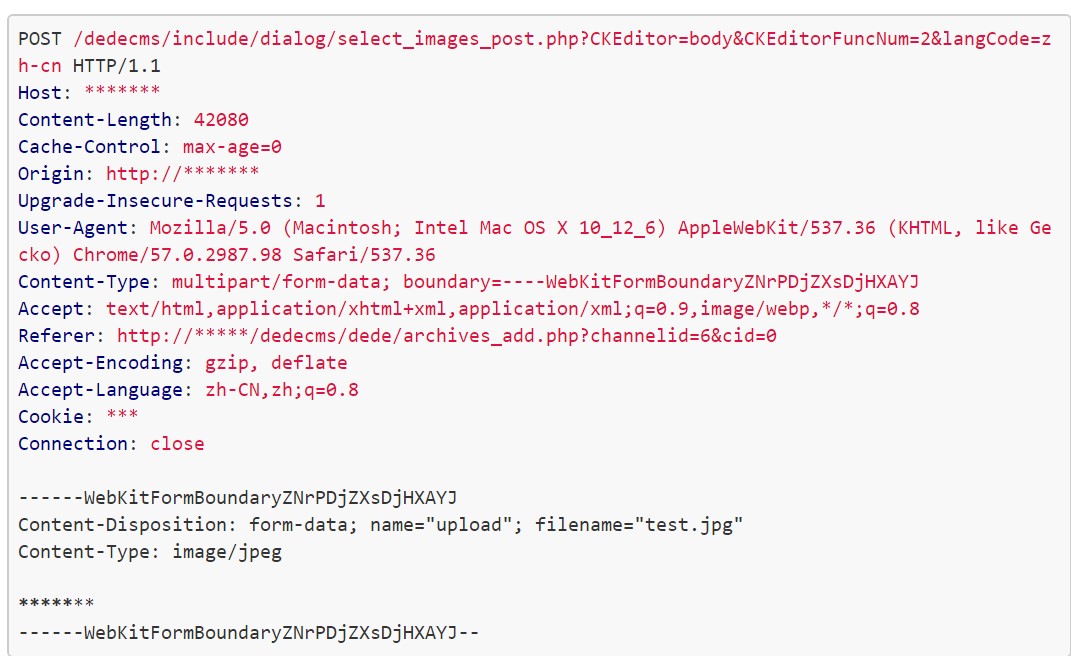 POST /dedecms/include/dialog/select_images_post.php?CKEditor=body&CKEditorFuncNum=2&langCode=z
h-cn HTTP/1.1
Host: *******
Content-Length: 42080
Cache-Control: max-age=0
Origin: http://*******
Upgrade-Insecure-Requests: 1
User-Agent: Mozilla/5.0 (Macintosh; Intel Mac OS X 10_12_6) AppleWebKit/537.36 (KHTML, like Ge
cko) Chrome/57.0.2987.98 Safari/537.36
Content-Type: multipart/form-data; boundary=----WebKitFormBoundaryZNrPDjZXsDjHXAYJ
Accept: text/html,application/xhtml+xml,application/xml;q=0.9,image/webp,*/*;q=0.8
Referer: http://*****/dedecms/dede/archives_add.php?channelid=6&cid=0
Accept-Encoding: gzip, deflate
Accept-Language: zh-CN,zh;q=0.8
Cookie: ***
Connection: close

------WebKitFormBoundaryZNrPDjZXsDjHXAYJ
Content-Disposition: form-data; name="upload"; filename="test.jpg"
Content-Type: image/jpeg

*******
------WebKitFormBoundaryZNrPDjZXsDjHXAYJ--